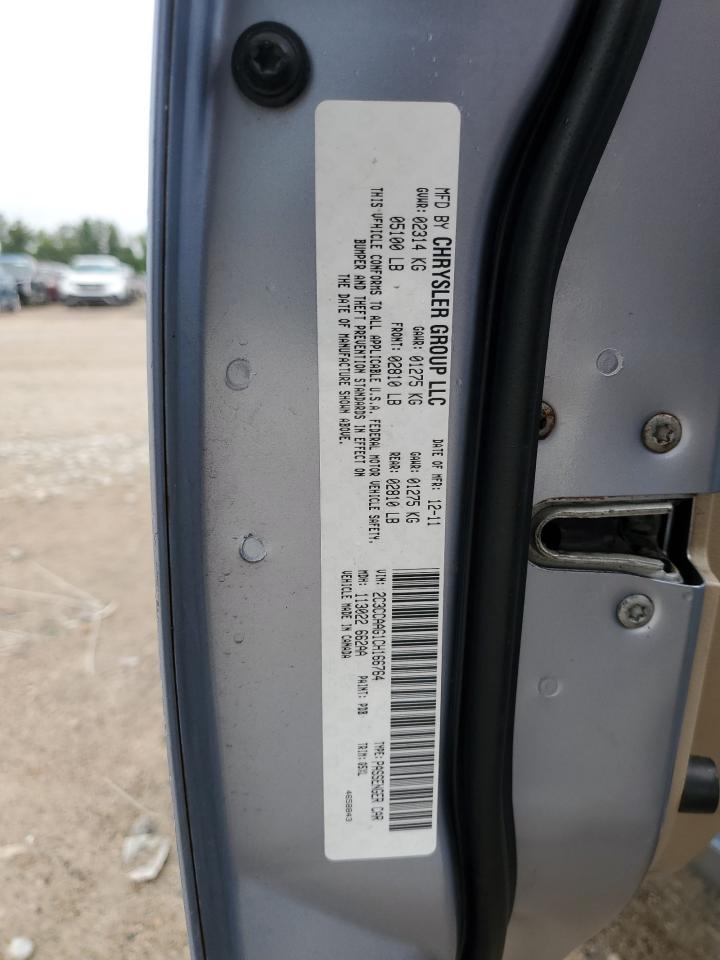 MFD BY CHRYSLER GROUP LLC
DATE OF MFR: 12-11
GVWR: 02314 KG
GAWR: 01275 KG
GAWR: 01275 KG
05100 LB
FRONT: 02810 LB
REAR: 02810 LB
THIS VEHICLE CONFORMS TO ALL APPLICABLE U.S.A. FEDERAL MOTOR VEHICLE SAFETY,
BUMPER AND THEFT PREVENTION STANDARDS IN EFFECT ON
THE DATE OF MANUFACTURE SHOWN ABOVE.
VIN: 2C3CCAAG1CH166764
TYPE: PASSENGER CAR
MDH: 113022 662AA
PAINT: PDB
TRIM: D5XL
VEHICLE MADE IN CANADA
4658843